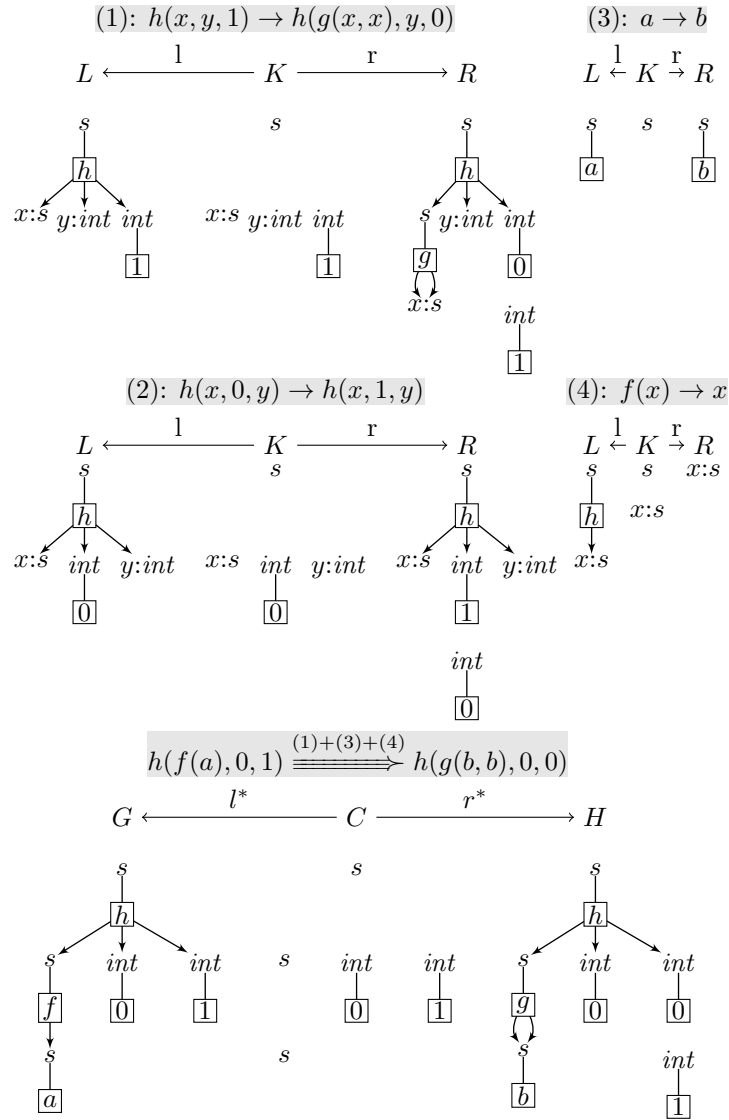 (1): h(x, y, 1) → h(g(x, x), y, 0) (3): a → b
L l K r R L l K r R
s s s s s s
h h a b
x:s y:int int x:s y:int int s y:int int
1 1 g 0
x:s int
1
(2): h(x, 0, y) → h(x, 1, y) (4): f(x) → x
L l K r R L l K r R
s s s s s x:s
h h h x:s
x:s int y:int x:s int y:int x:s int y:int x:s
0 0 1
int
0
h(f(a), 0, 1) (1)+(3)+(4) h(g(b, b), 0, 0)
G l* C r* H
s s s
h h
s int int s int int s int int
f 0 1 0 1 g 0 0
s s s int
a b 1